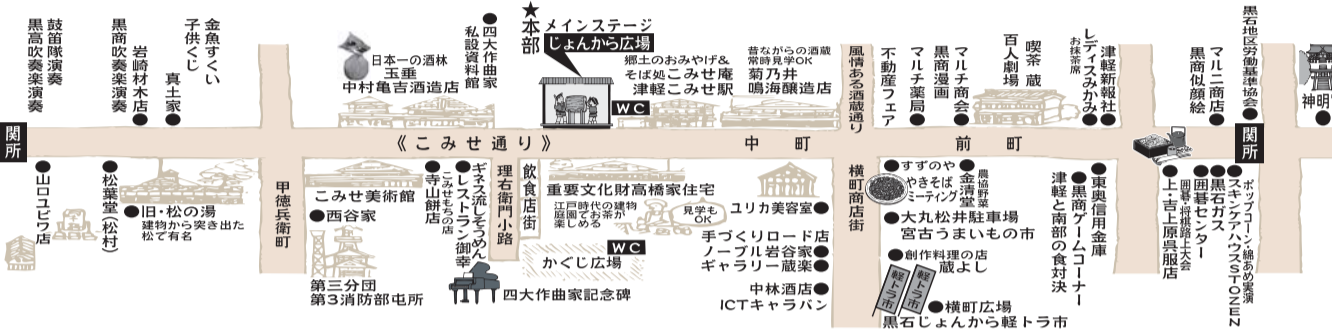 鼓笛隊演奏
黒高吹奏楽演奏
関所
山口ユビワ店
金魚すくい
子供くじ
真土家
岩崎材木店
黒商吹奏楽演奏
松葉堂(松村)
旧・松の湯
建物から突き出た
松で有名
甲徳兵衛町
日本一の酒林
玉垂
中村亀吉酒造店
四大作曲家
私設資料館
《こみせ通り》
こみせ美術館
西谷家
第三分団
第3消防部屯所
こみせもちの店
寺山餅店
ギネス流しそうめん
レストラン御幸
理右衛門小路
飲食店街
★本部
メインステージ
じょんから広場
WC
郷土のおみやげ&
そば処こみせ庵
津軽こみせ駅
昔ながらの酒蔵
常時見学OK
菊乃井
鳴海醸造店
中町
重要文化財高橋家住宅
江戸時代の建物
庭園でお茶が
楽しめる
見学も
OK
WC
かぐじ広場
四大作曲家記念碑
ユリカ美容室
手づくりロード店
ノーブル岩谷家
ギャラリー蔵楽
中林酒店
ICTキャラバン
風情ある酒蔵通り
横町商店街
不動産フェア
マルチ薬局
黒商漫画
マルチ商会
喫茶 蔵
百人劇場
前町
すずのや
やきそば
ミーティング
農協野菜
金清堂
大丸松井駐車場
宮古うまいもの市
創作料理の店
蔵よし
軽トラ市
軽トラ市
横町広場
黒石じょんから軽トラ市
津軽新報社
レディスみかみ
お抹茶席
東奥信用金庫
黒商ゲームコーナー
津軽と南部の食対決
黒石地区労働基準協会
マルニ商店
黒商似顔絵
関所
神明宮
上・吉上原呉服店
囲碁・将棋路上大会
囲碁センター
黒石ガス
スキンケアハウスSTOZEN
ポップコーン・綿あめ実演